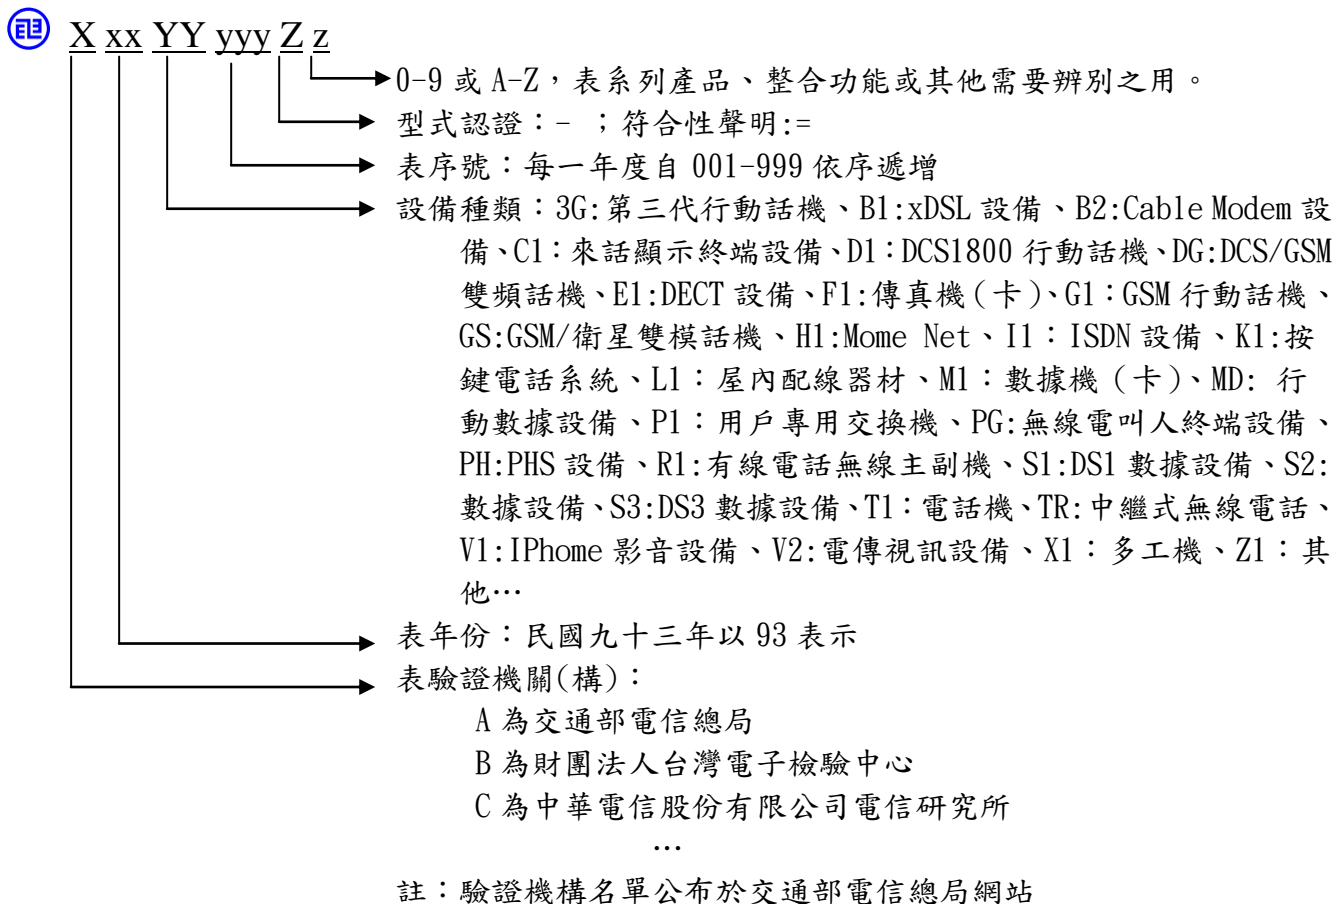 X xx YY yyy Z z
0-9 或 A-Z，表系列產品、整合功能或其他需要辨別之用。
型式認證：- ；符合性聲明:=
表序號：每一年度自 001-999 依序遞增
設備種類：3G:第三代行動話機、B1:xDSL 設備、B2:Cable Modem 設
備、C1：來話顯示終端設備、D1：DCS1800 行動話機、DG:DCS/GSM
雙頻話機、E1:DECT 設備、F1:傳真機（卡）、G1：GSM 行動話機、
GS:GSM/衛星雙模話機、H1:Mome Net、I1：ISDN 設備、K1:按
鍵電話系統、L1：屋內配線器材、M1：數據機（卡）、MD: 行
動數據設備、P1：用戶專用交換機、PG:無線電叫人終端設備、
PH:PHS 設備、R1:有線電話無線主副機、S1:DS1 數據設備、S2:
數據設備、S3:DS3 數據設備、T1：電話機、TR:中繼式無線電話、
V1:IPhome 影音設備、V2:電傳視訊設備、X1：多工機、Z1：其
他…
表年份：民國九十三年以 93 表示
表驗證機關(構)：
A 為交通部電信總局
B 為財團法人台灣電子檢驗中心
C 為中華電信股份有限公司電信研究所
…
註：驗證機構名單公布於交通部電信總局網站